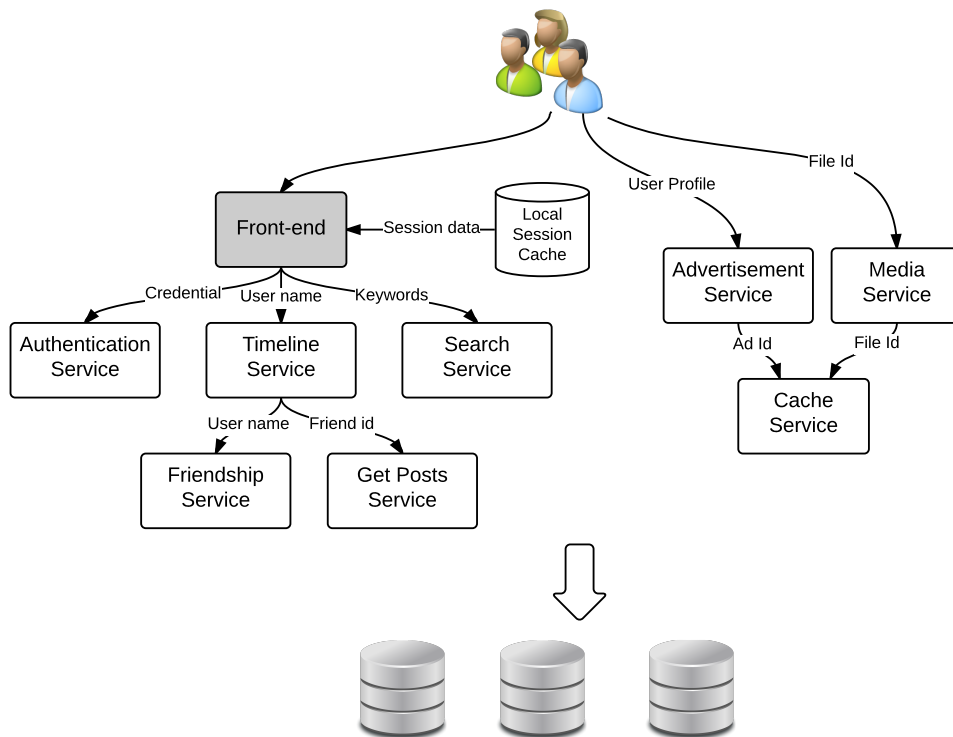 File Id
User Profile
Front-end
Session data
Local
Session
Cache
Advertisement
Service
Media
Service
Credential
User name
Keywords
Authentication
Service
Timeline
Service
Search
Service
Ad Id
File Id
Cache
Service
User name
Friend id
Friendship
Service
Get Posts
Service